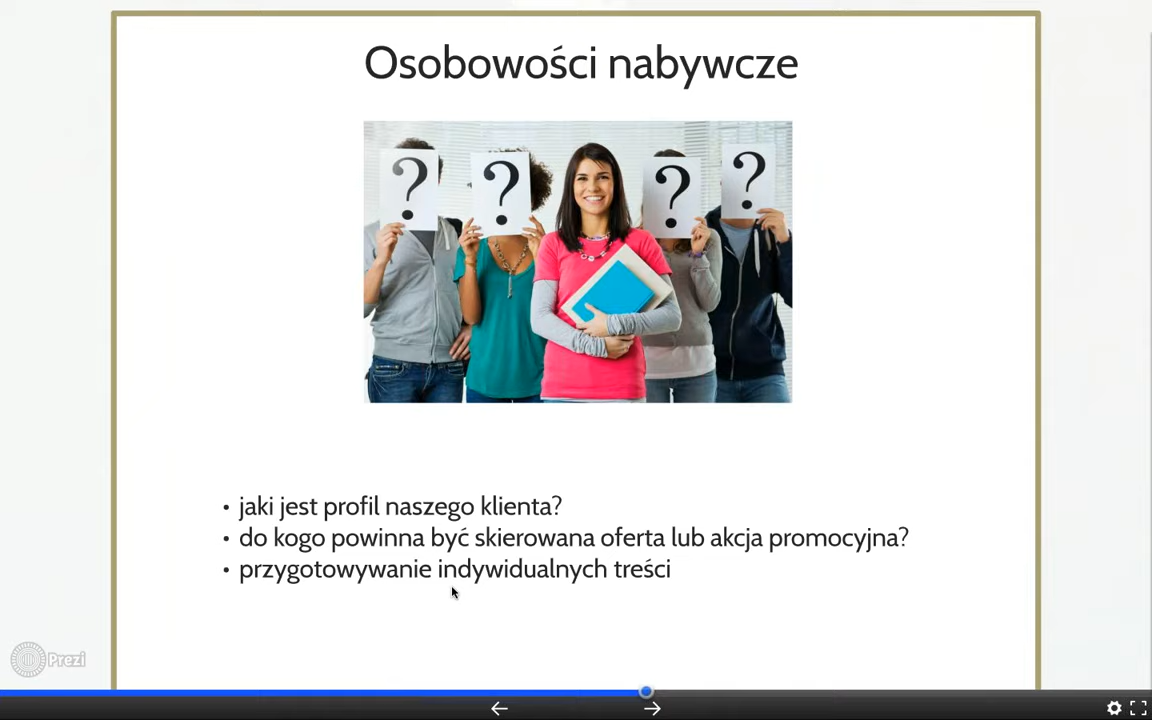 Osobowości nabywcze
? ? ? ?
• jaki jest profil naszego klienta?
• do kogo powinna być skierowana oferta lub akcja promocyjna?
• przygotowywanie indywidualnych treści
Prezi